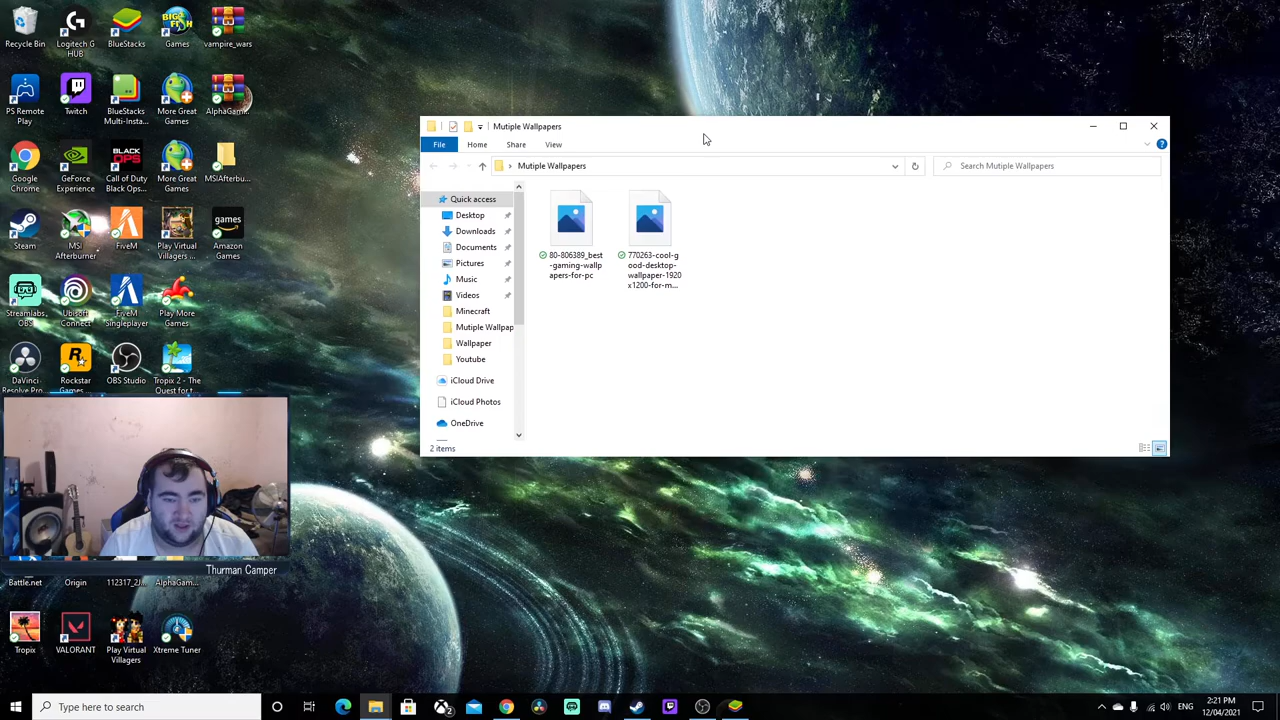 Recycle Bin
Logitech G HUB
BlueStacks
Games
vampire_wars
PS Remote Play
Twitch
BlueStacks Multi-Insta...
More Great Games
AlphaGam...
Google Chrome
GeForce Experience
Call of Duty Black Ops...
More Great Games
MSIAfterbu...
Steam
MSI Afterburner
FiveM
Play Virtual Villagers ...
Amazon Games
Streamlabs OBS
Ubisoft Connect
FiveM Singleplayer
Play More Games
DaVinci Resolve Pro...
Rockstar Games ...
OBS Studio
Tropix 2 - The Quest for t...
Thurman Camper
Battle.net
Origin
112317_2J...
AlphaGam...
Tropix
VALORANT
Play Virtual Villagers
Xtreme Tuner
Mutiple Wallpapers
File
Home
Share
View
Mutiple Wallpapers
Search Mutiple Wallpapers
Quick access
Desktop
Downloads
Documents
Pictures
Music
Videos
Minecraft
Mutiple Wallpap
Wallpaper
Youtube
iCloud Drive
iCloud Photos
OneDrive
80-806389_best
-gaming-wallp
apers-for-pc
770263-cool-g
ood-desktop-
wallpaper-1920
x1200-for-m...
2 items
Type here to search
ENG
2:21 PM
12/04/2021